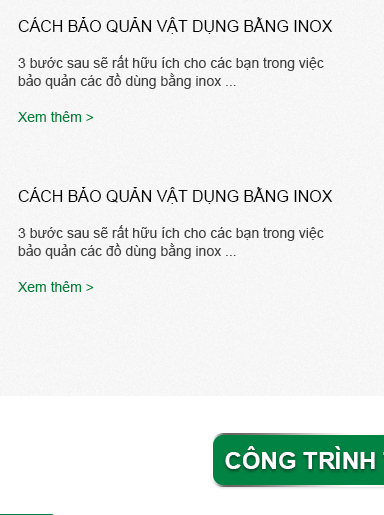 CÁCH BẢO QUẢN VẬT DỤNG BẰNG INOX
3 bước sau sẽ rất hữu ích cho các bạn trong việc
bảo quản các đồ dùng bằng inox ...
Xem thêm >
CÁCH BẢO QUẢN VẬT DỤNG BẰNG INOX
3 bước sau sẽ rất hữu ích cho các bạn trong việc
bảo quản các đồ dùng bằng inox ...
Xem thêm >
CÔNG TRÌNH